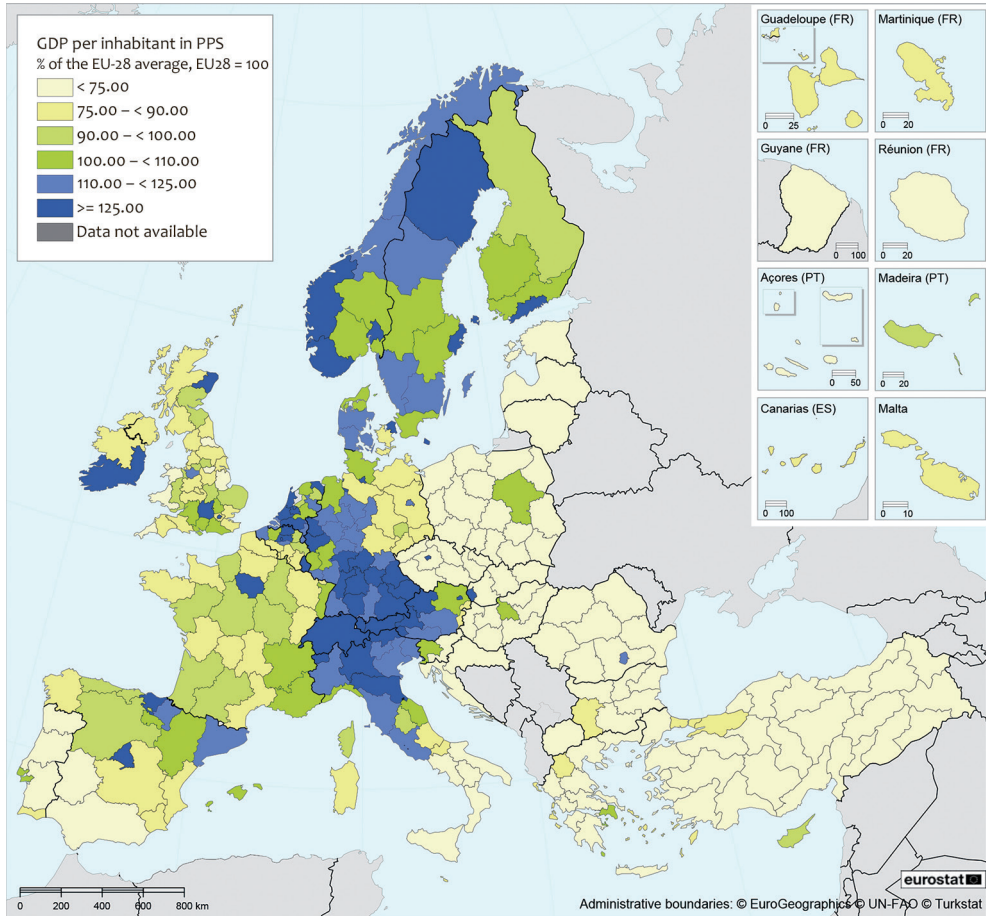 GDP per inhabitant in PPS
% of the EU-28 average, EU28 = 100
< 75.00
75.00 – < 90.00
90.00 – < 100.00
100.00 – < 110.00
110.00 – < 125.00
>= 125.00
Data not available
Guadeloupe (FR)
0 25
Martinique (FR)
0 20
Guyane (FR)
0 100
Réunion (FR)
0 20
Açores (PT)
0 50
Madeira (PT)
0 20
Canarias (ES)
0 100
Malta
0 10
0 200 400 600 800 km
eurostat
Administrative boundaries: © EuroGeographics © UN-FAO © Turkstat